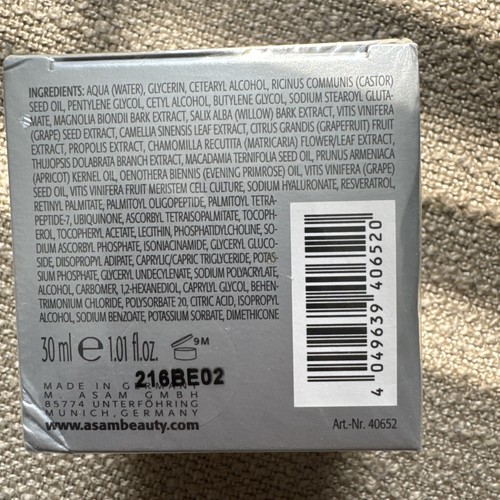 INGREDIENTS: AQUA (WATER), GLYCERIN, CETEARYL ALCOHOL, RICINUS COMMUNIS (CASTOR)
SEED OIL, PENTYLENE GLYCOL, CETYL ALCOHOL, BUTYLENE GLYCOL, SODIUM STEAROYL GLUTA-
MATE, MAGNOLIA BIONDII BARK EXTRACT, SALIX ALBA (WILLOW) BARK EXTRACT, VITIS VINIFERA
(GRAPE) SEED EXTRACT, CAMELLIA SINENSIS LEAF EXTRACT, CITRUS GRANDIS (GRAPEFRUIT) FRUIT
EXTRACT, PROPOLIS EXTRACT, CHAMOMILLA RECUTITA (MATRICARIA) FLOWER/LEAF EXTRACT,
THUJOPSIS DOLABRATA BRANCH EXTRACT, MACADAMIA TERNIFOLIA SEED OIL, PRUNUS ARMENIACA
(APRICOT) KERNEL OIL, OENOTHERA BIENNIS (EVENING PRIMROSE) OIL, VITIS VINIFERA (GRAPE)
SEED OIL, VITIS VINIFERA FRUIT MERISTEM CELL CULTURE, SODIUM HYALURONATE, RESVERATROL,
RETINYL PALMITATE, PALMITOYL OLIGOPEPTIDE, PALMITOYL TETRA-
PEPTIDE-7, UBIQUINONE, ASCORBYL TETRAISOPALMITATE, TOCOPH-
EROL, TOCOPHERYL ACETATE, LECITHIN, PHOSPHATIDYLCHOLINE, SO-
DIUM ASCORBYL PHOSPHATE, ISONIACINAMIDE, GLYCERYL GLUCO-
SIDE, DIISOPROPYL ADIPATE, CAPRYLIC/CAPRIC TRIGLYCERIDE, POTAS-
SIUM PHOSPHATE, GLYCERYL UNDECYLENATE, SODIUM POLYACRYLATE,
ALCOHOL, CARBOMER, 1,2-HEXANEDIOL, CAPRYLYL GLYCOL, BEHEN-
TRIMONIUM CHLORIDE, POLYSORBATE 20, CITRIC ACID, ISOPROPYL
ALCOHOL, SODIUM BENZOATE, POTASSIUM SORBATE, DIMETHICONE
30 ml e 1.01 fl.oz. 9M
216BE02
MADE IN GERMANY
M. ASAM GMBH
85774 UNTERFÖHRING
MUNICH, GERMANY
www.asambeauty.com
4 049639 406520
Art.-Nr. 40652